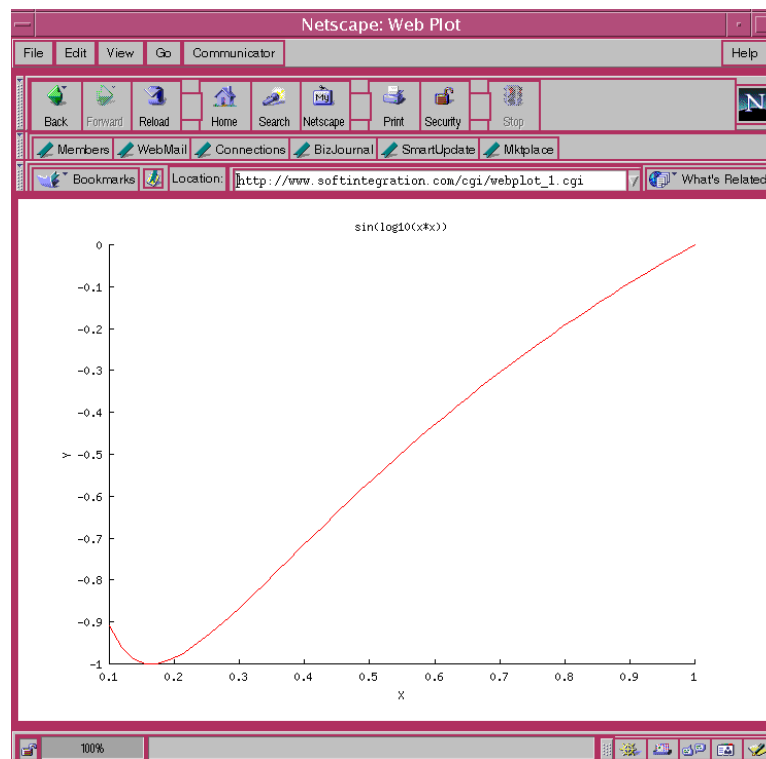 Netscape: Web Plot
File Edit View Go Communicator Help
Back Forward Reload Home Search Netscape Print Security Stop
My
N
Members WebMail Connections BizJournal SmartUpdate Mktplace
Bookmarks Location: http://www.softintegration.com/cgi/webplot_1.cgi What's Related
sin(log10(x*x))
0
-0.1
-0.2
-0.3
-0.4
Y -0.5
-0.6
-0.7
-0.8
-0.9
-1
0.1 0.2 0.3 0.4 0.5 0.6 0.7 0.8 0.9 1
X
100%